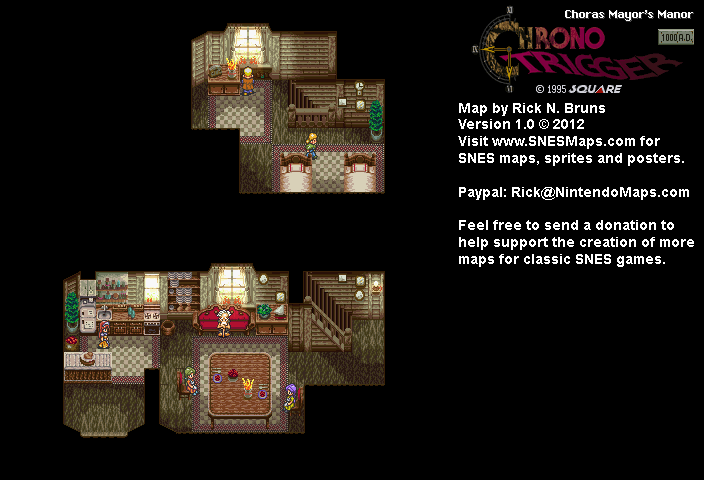 Choras Mayor's Manor
1000 A.D.
CHRONO
TRIGGER
© 1995 SQUARE
Map by Rick N. Bruns
Version 1.0 © 2012
Visit www.SNESMaps.com for
SNES maps, sprites and posters.
Paypal: Rick@NintendoMaps.com
Feel free to send a donation to
help support the creation of more
maps for classic SNES games.